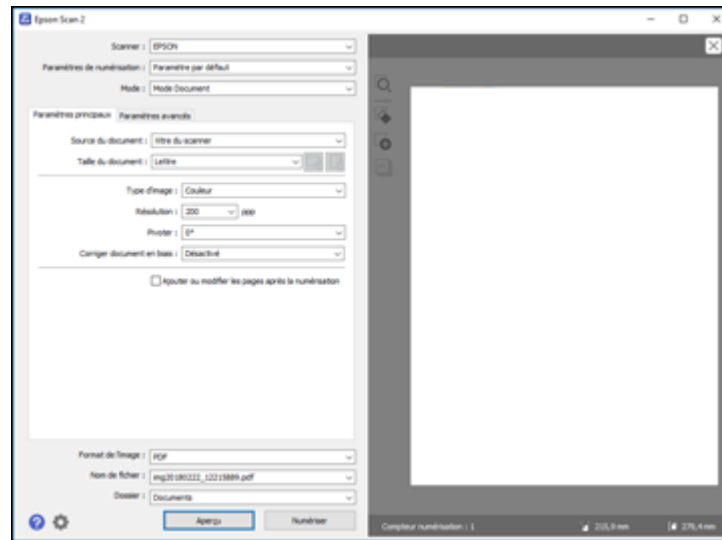 Epson Scan 2
Scanner : EPSON
Paramètres de numérisation : Paramètre par défaut
Mode : Mode Document
Paramètres principaux Paramètres avancés
Source du document : Vitre du scanner
Taille du document : Lettre
Type d'image : Couleur
Résolution : 200 ppp
Pivoter : 0°
Corriger document en biais : Désactivé
Ajouter ou modifier les pages après la numérisation
Format de l'image : PDF
Nom de fichier : img20180222_12215889.pdf
Dossier : Documents
Aperçu Numériser
Compteur numérisation : 1 215,9 mm 279,4 mm